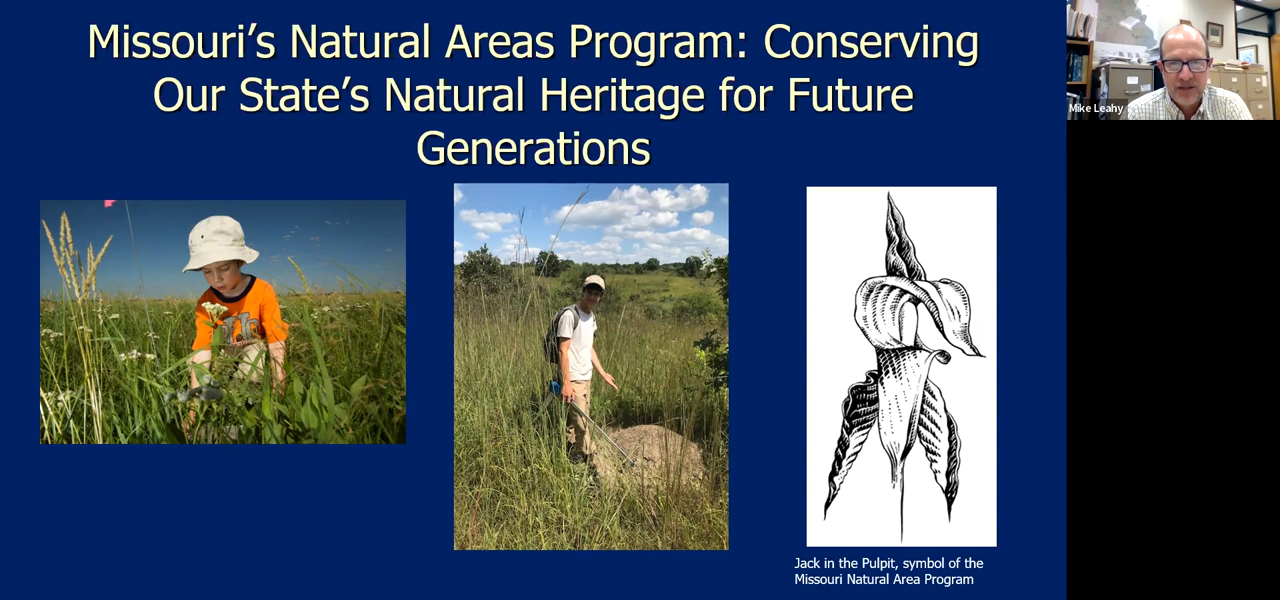 Missouri’s Natural Areas Program: Conserving
Our State’s Natural Heritage for Future
Generations
Mike Leahy
Jack in the Pulpit, symbol of the
Missouri Natural Area Program